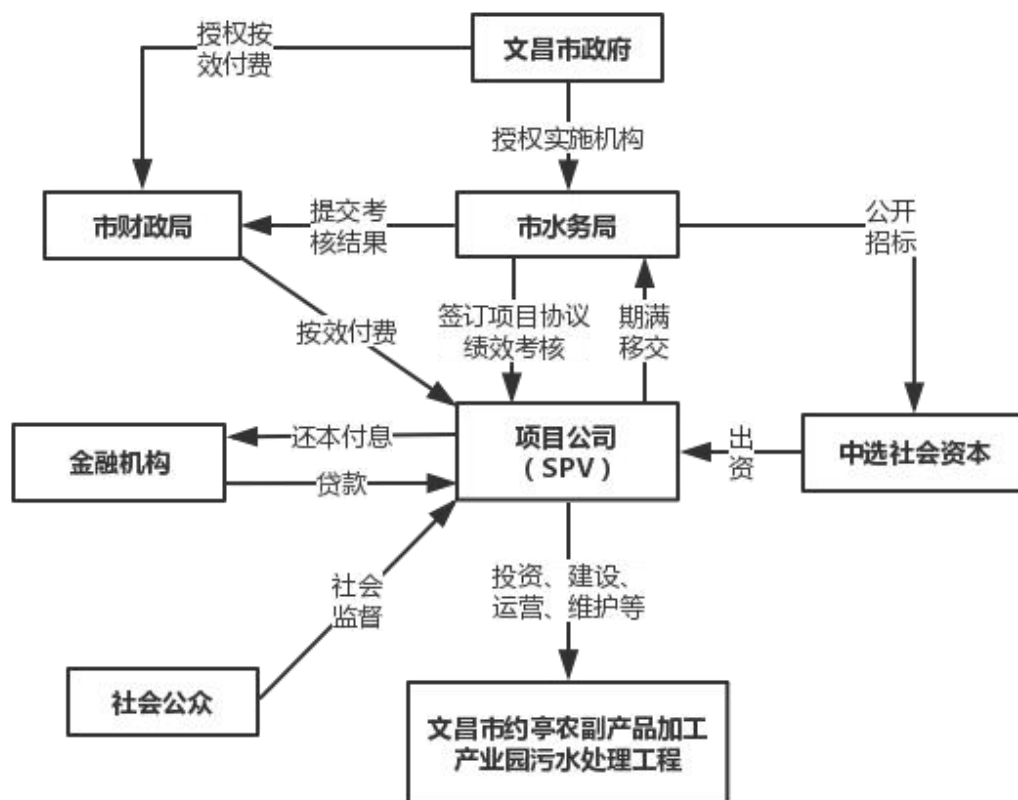 授权按
效付费
文昌市政府
授权实施机构
市财政局
提交考
核结果
市水务局
公开
招标
按效付费
签订项目协议
绩效考核
期满
移交
金融机构
还本付息
贷款
项目公司
（SPV）
出
资
中选社会资本
社会
监督
投资、建设、
运营、维护等
社会公众
文昌市约亭农副产品加工
产业园污水处理工程